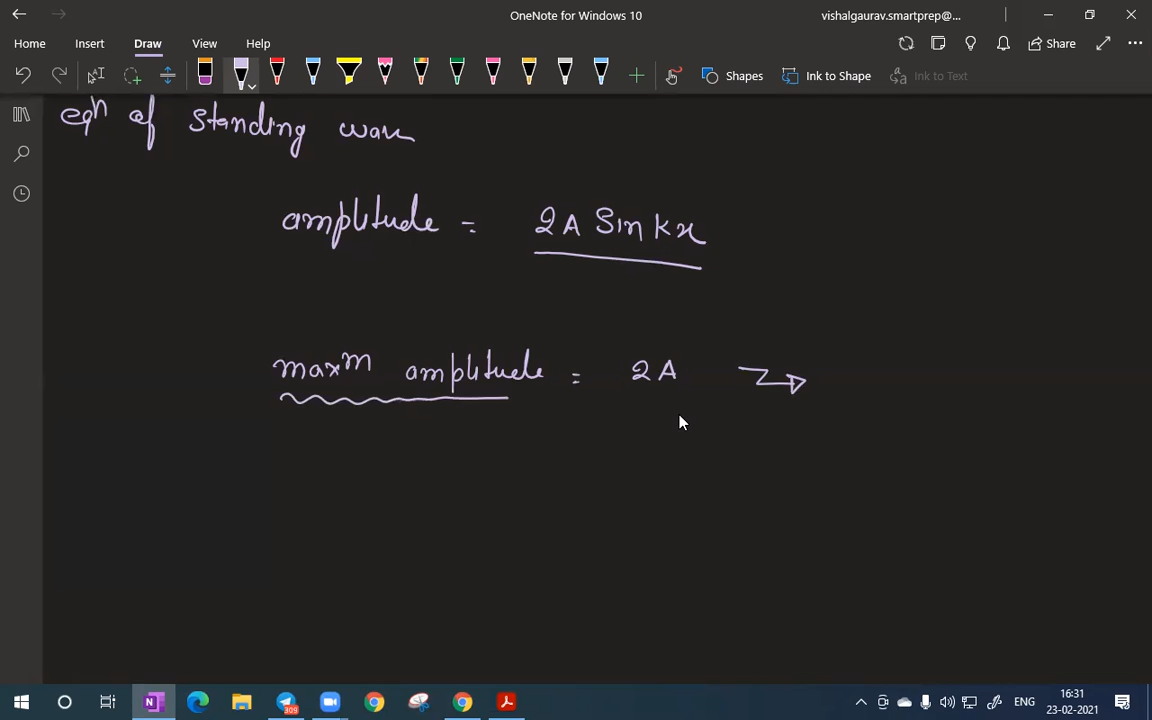 OneNote for Windows 10
vishalgaurav.smartprep@...
Home Insert Draw View Help
Share
Shapes Ink to Shape Ink to Text
eqn of standing wave
amplitude = 2A Sin kx
maxm amplitude = 2A
309
ENG
16:31
23-02-2021